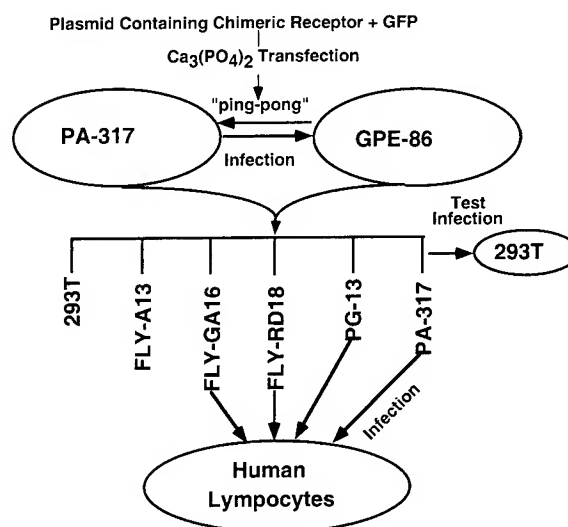 Plasmid Containing Chimeric Receptor + GFP
Ca3(PO4)2 Transfection
"ping-pong"
PA-317
GPE-86
Infection
Test
Infection
293T
293T
FLY-A13
FLY-GA16
FLY-RD18
PG-13
PA-317
Infection
Human
Lympocytes